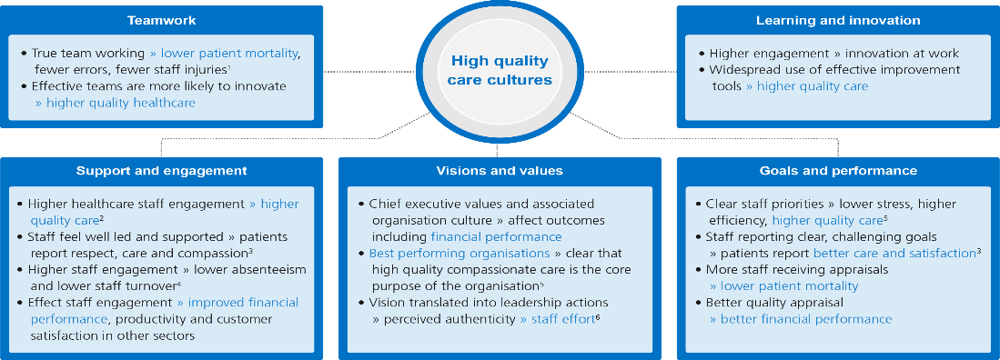 Teamwork
• True team working » lower patient mortality,
fewer errors, fewer staff injuries¹
• Effective teams are more likely to innovate
» higher quality healthcare
High quality
care cultures
Learning and innovation
• Higher engagement » innovation at work
• Widespread use of effective improvement
tools » higher quality care
Support and engagement
• Higher healthcare staff engagement » higher
quality care²
• Staff feel well led and supported » patients
report respect, care and compassion³
• Higher staff engagement » lower absenteeism
and lower staff turnover⁴
• Effect staff engagement » improved financial
performance, productivity and customer
satisfaction in other sectors
Visions and values
• Chief executive values and associated
organisation culture » affect outcomes
including financial performance
• Best performing organisations » clear that
high quality compassionate care is the core
purpose of the organisation⁵
• Vision translated into leadership actions
» perceived authenticity » staff effort⁶
Goals and performance
• Clear staff priorities » lower stress, higher
efficiency, higher quality care⁵
• Staff reporting clear, challenging goals
» patients report better care and satisfaction³
• More staff receiving appraisals
» lower patient mortality
• Better quality appraisal
» better financial performance